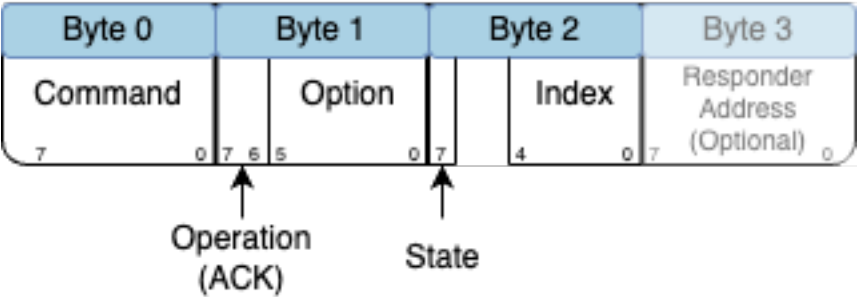 Byte 0 Byte 1 Byte 2 Byte 3
Command Option Index Responder
Address
(Optional)
7 0 7 6 5 0 7 4 0 7 0
Operation
(ACK)
State